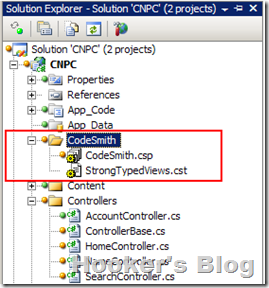 Solution Explorer - Solution 'CNPC' (2 projects)
Solution 'CNPC' (2 projects)
CNPC
Properties
References
App_Code
App_Data
CodeSmith
CodeSmith.csp
StrongTypedViews.cst
Content
Controllers
AccountController.cs
ControllerBase.cs
HomeController.cs
SearchController.cs
Hooker's Blog